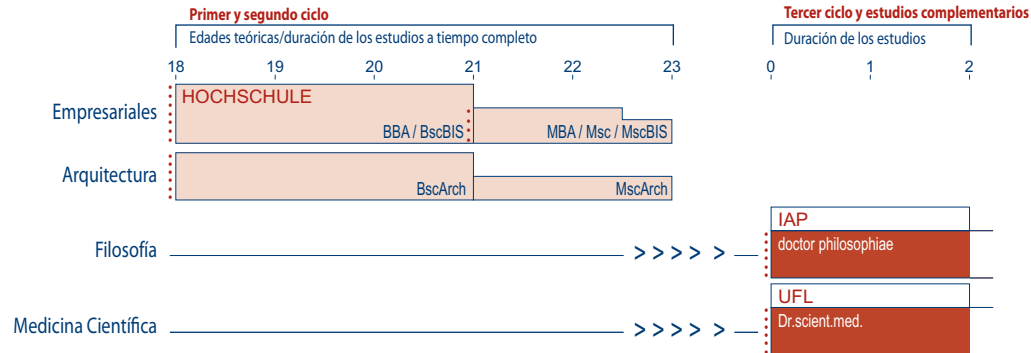 Primer y segundo ciclo
Tercer ciclo y estudios complementarios
Edades teóricas/duración de los estudios a tiempo completo
Duración de los estudios
18 19 20 21 22 23 0 1 2
HOCHSCHULE
Empresariales
BBA / BscBIS MBA / Msc / MscBIS
Arquitectura
BscArch MscArch
IAP
Filosofía > > > > > doctor philosophiae
UFL
Medicina Científica > > > > > Dr.scient.med.